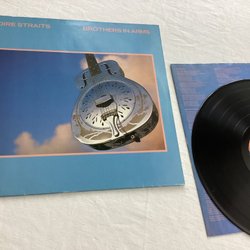 DIRE STRAITS
BROTHERS IN ARMS